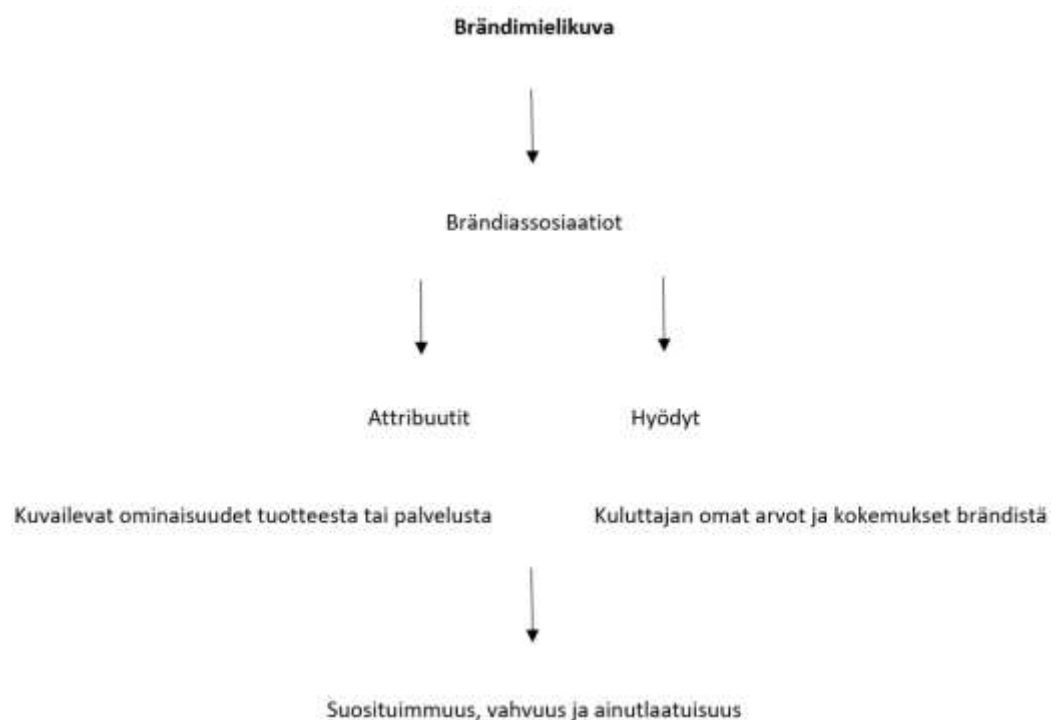 Brändimielikuva
Brändiassosiaatiot
Attribuutit
Hyödyt
Kuvailevat ominaisuudet tuotteesta tai palvelusta
Kuluttajan omat arvot ja kokemukset brändistä
Suosituimmuus, vahvuus ja ainutlaatuisuus